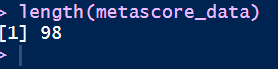 > length(metascore_data)
[1] 98
>